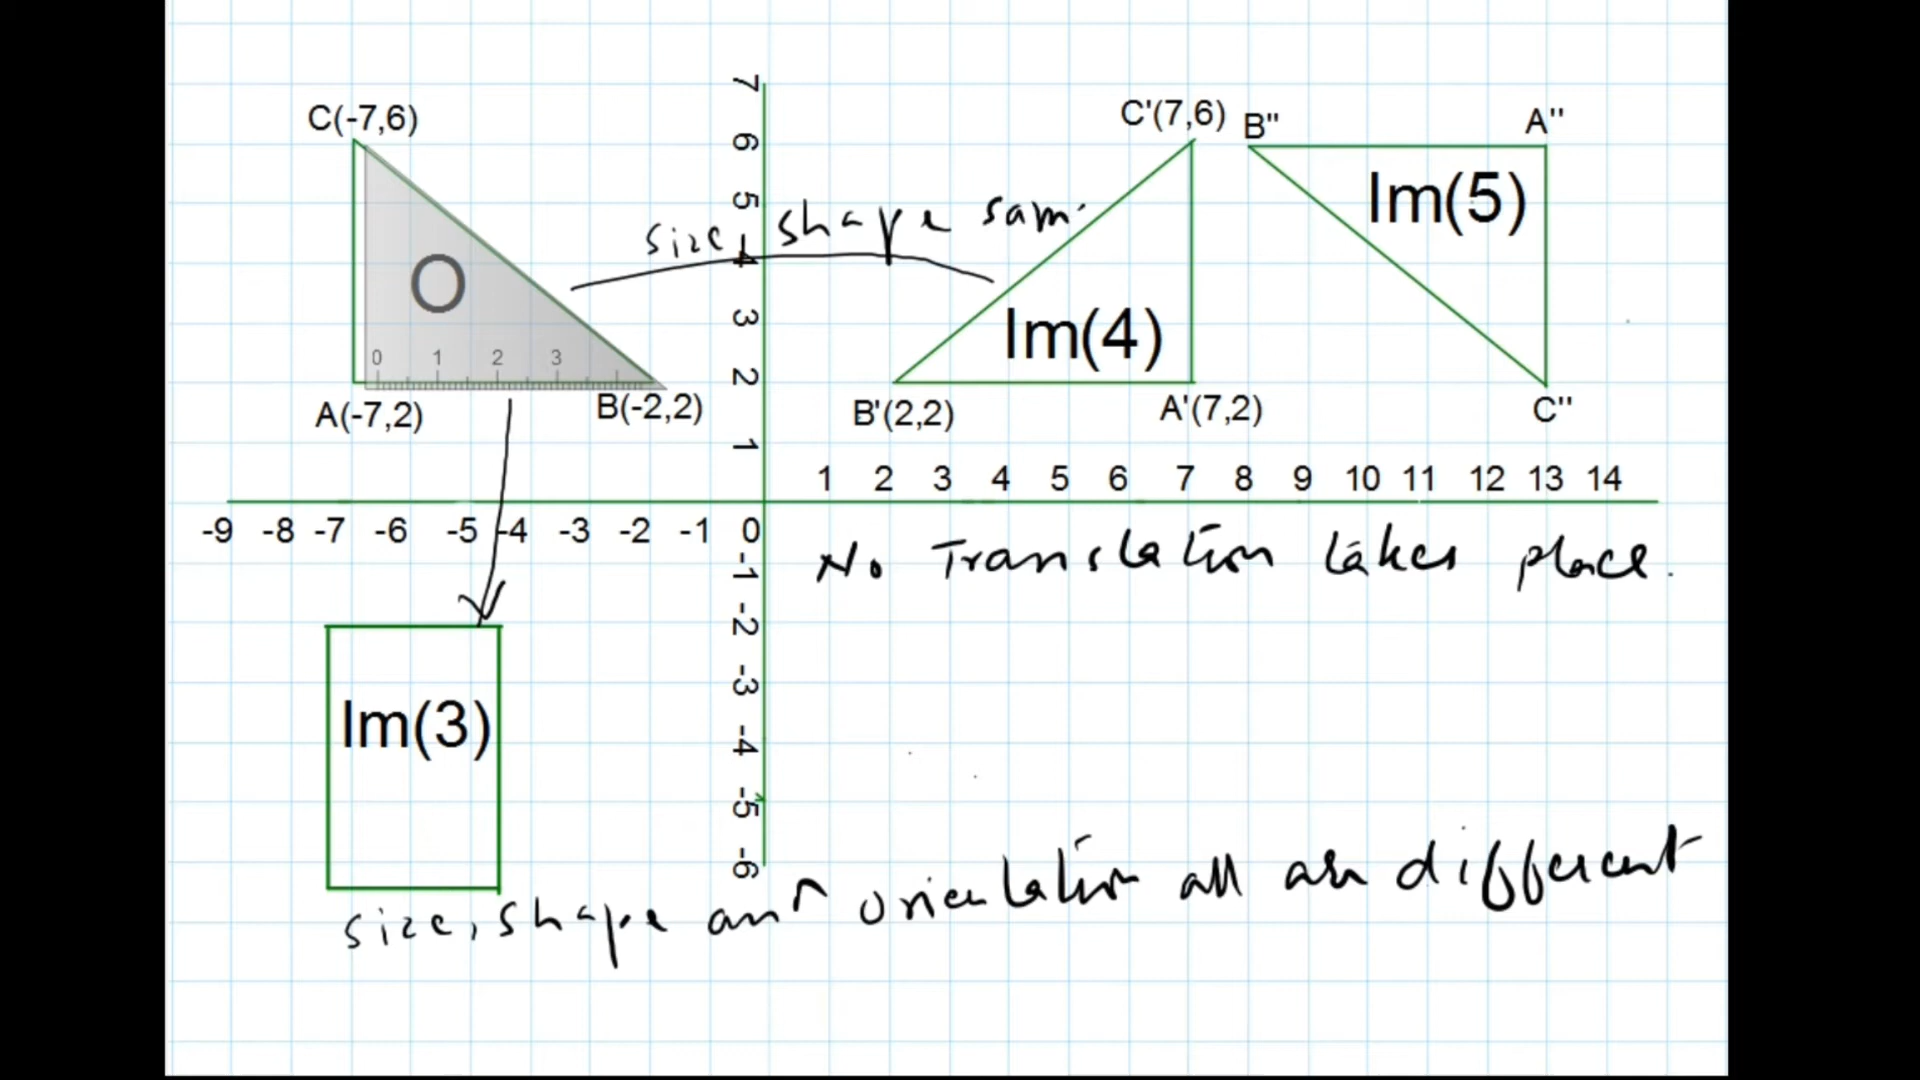 7
C(-7,6)
C'(7,6)
B"
A"
6
5
Im(5)
size, shape sam.
4
O
3
Im(4)
0 1 2 3
2
A(-7,2)
B(-2,2)
B'(2,2)
A'(7,2)
C"
1
1 2 3 4 5 6 7 8 9 10 11 12 13 14
-9 -8 -7 -6 -5 -4 -3 -2 -1 0
No Translation takes place.
-1
-2
-3
Im(3)
-4
-5
-6
size, shape and orientation all are different